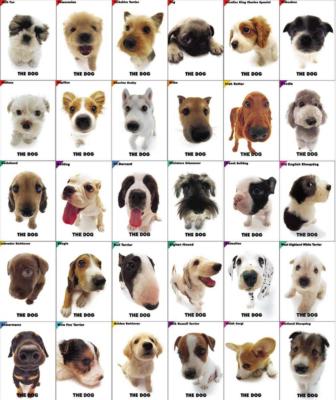 Shih Tzu
Pomeranian
Yorkshire Terrier
Pug
Cavalier King Charles Spaniel
THE DOG
THE DOG
THE DOG
THE DOG
THE DOG
THE DOG
Maltese
Papillon
Siberian Husky
Shiba
Irish Setter
Poodle
THE DOG
THE DOG
THE DOG
THE DOG
THE DOG
THE DOG
Dachshund
St Bernard
Miniature Schnauzer
French Bulldog
Old English Sheepdog
THE DOG
THE DOG
THE DOG
THE DOG
THE DOG
THE DOG
Labrador Retriever
Beagle
Bull Terrier
Afghan Hound
Dalmatian
West Highland White Terrier
THE DOG
THE DOG
THE DOG
THE DOG
THE DOG
THE DOG
Dobermann
Wire Fox Terrier
Golden Retriever
Jack Russell Terrier
Welsh Corgi
Shetland Sheepdog
THE DOG
THE DOG
THE DOG
THE DOG
THE DOG
THE DOG